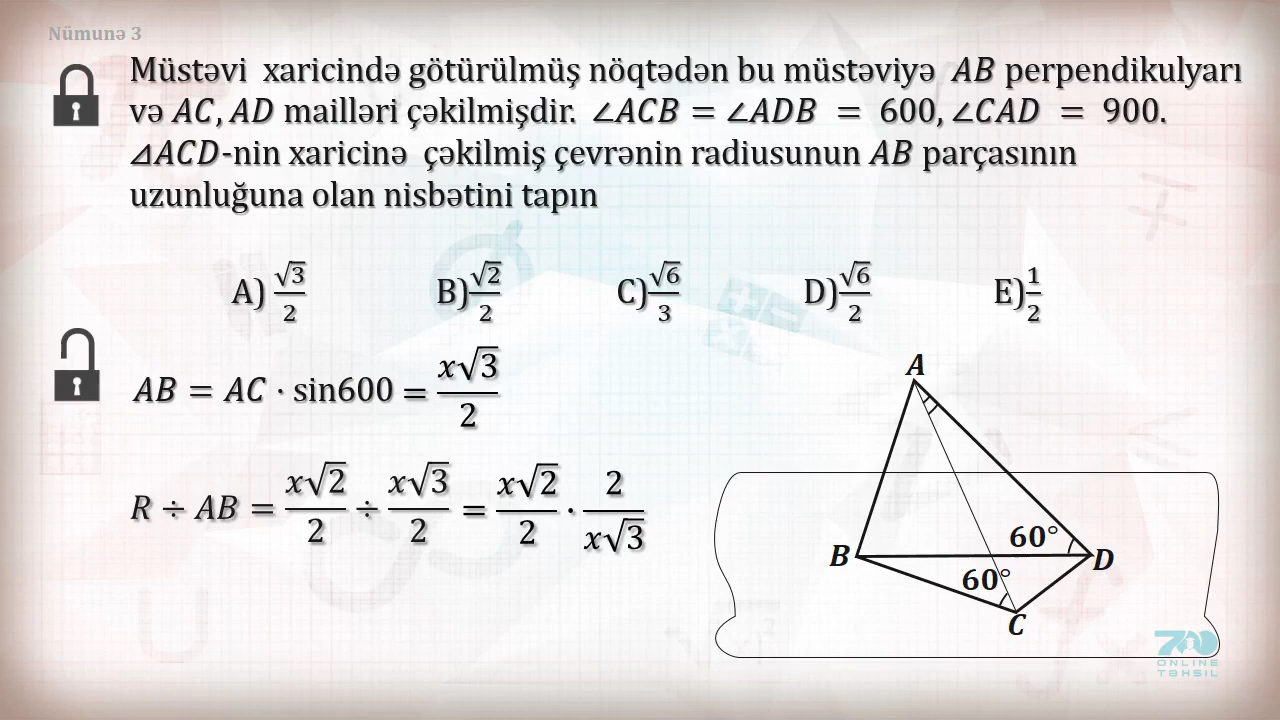 Nümunə 3
Müstəvi xaricində götürülmüş nöqtədən bu müstəviyə AB perpendikulyarı
və AC, AD mailləri çəkilmişdir. ∠ACB = ∠ADB = 600, ∠CAD = 900.
⊿ACD-nin xaricinə çəkilmiş çevrənin radiusunun AB parçasının
uzunluğuna olan nisbətini tapın
A) √3/2 B) √2/2 C) √6/3 D) √6/2 E) 1/2
AB = AC · sin600 = x√3/2
R ÷ AB = x√2/2 ÷ x√3/2 = x√2/2 · 2/x√3
A
B
60°
D
60°
C
700
ONLINE
TəHSIL